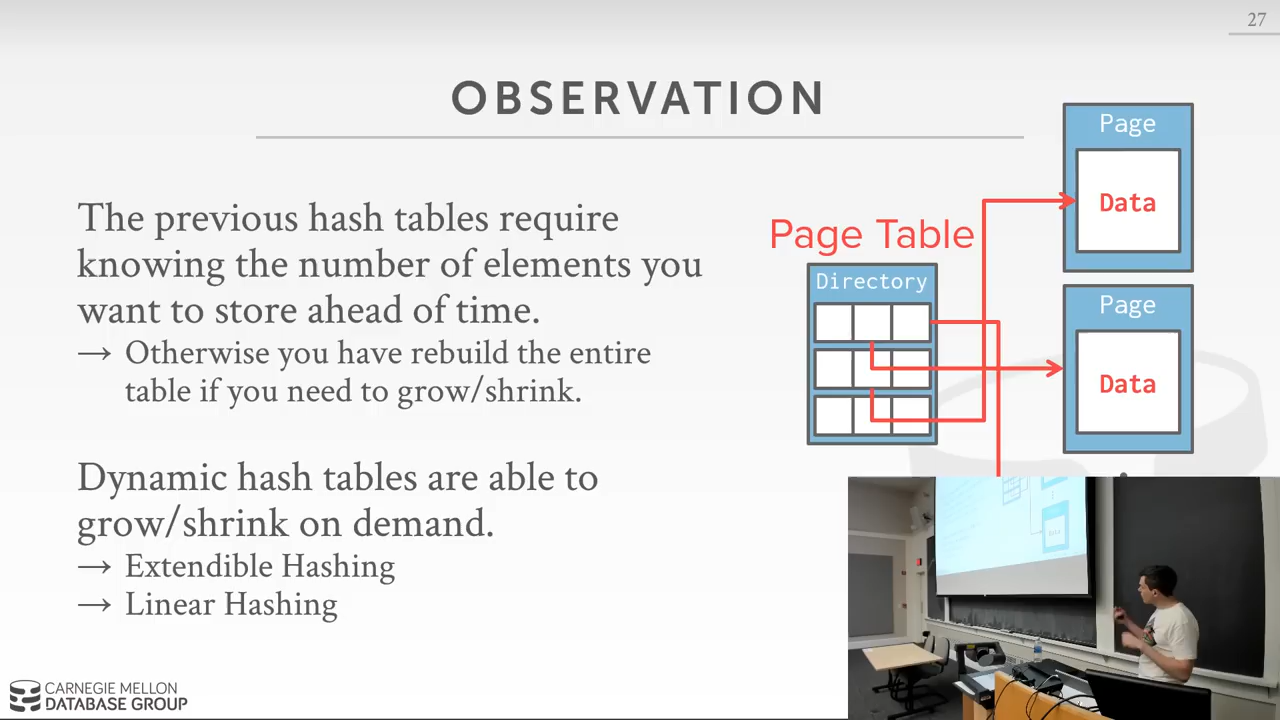 27
OBSERVATION
The previous hash tables require
knowing the number of elements you
want to store ahead of time.
→ Otherwise you have rebuild the entire
table if you need to grow/shrink.
Dynamic hash tables are able to
grow/shrink on demand.
→ Extendible Hashing
→ Linear Hashing
Page Table
Directory
Page
Data
Page
Data
CARNEGIE MELLON
DATABASE GROUP